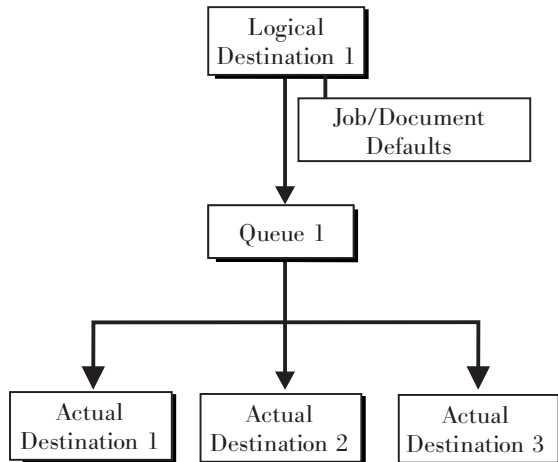 Logical
Destination 1
Job/Document
Defaults
Queue 1
Actual
Destination 1
Actual
Destination 2
Actual
Destination 3